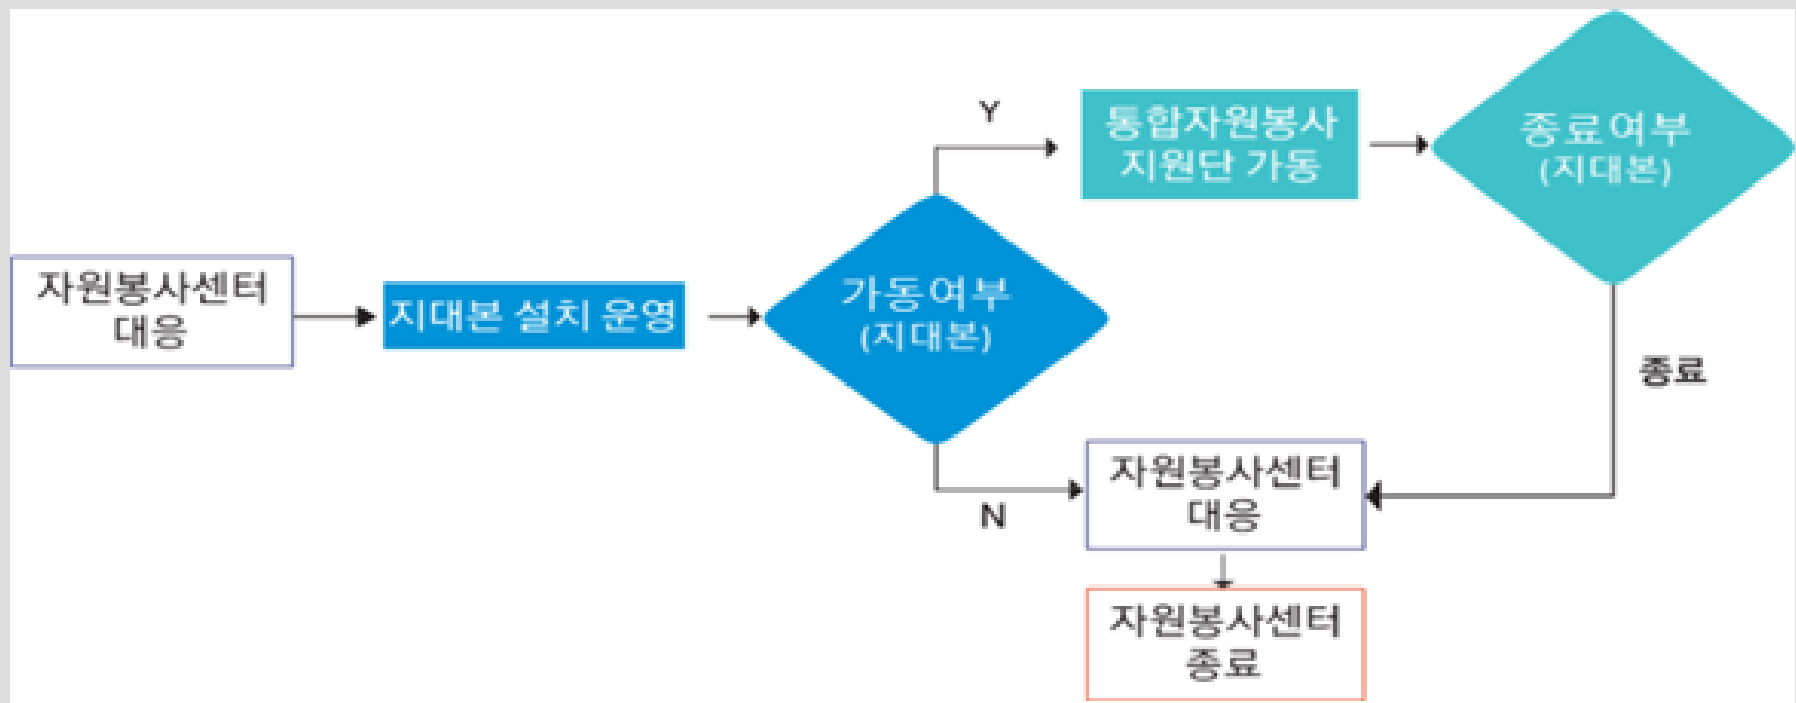 자원봉사센터
대응
지대본 설치 운영
가동여부
(지대본)
Y
통합자원봉사
지원단 가동
종료여부
(지대본)
종료
N
자원봉사센터
대응
자원봉사센터
종료